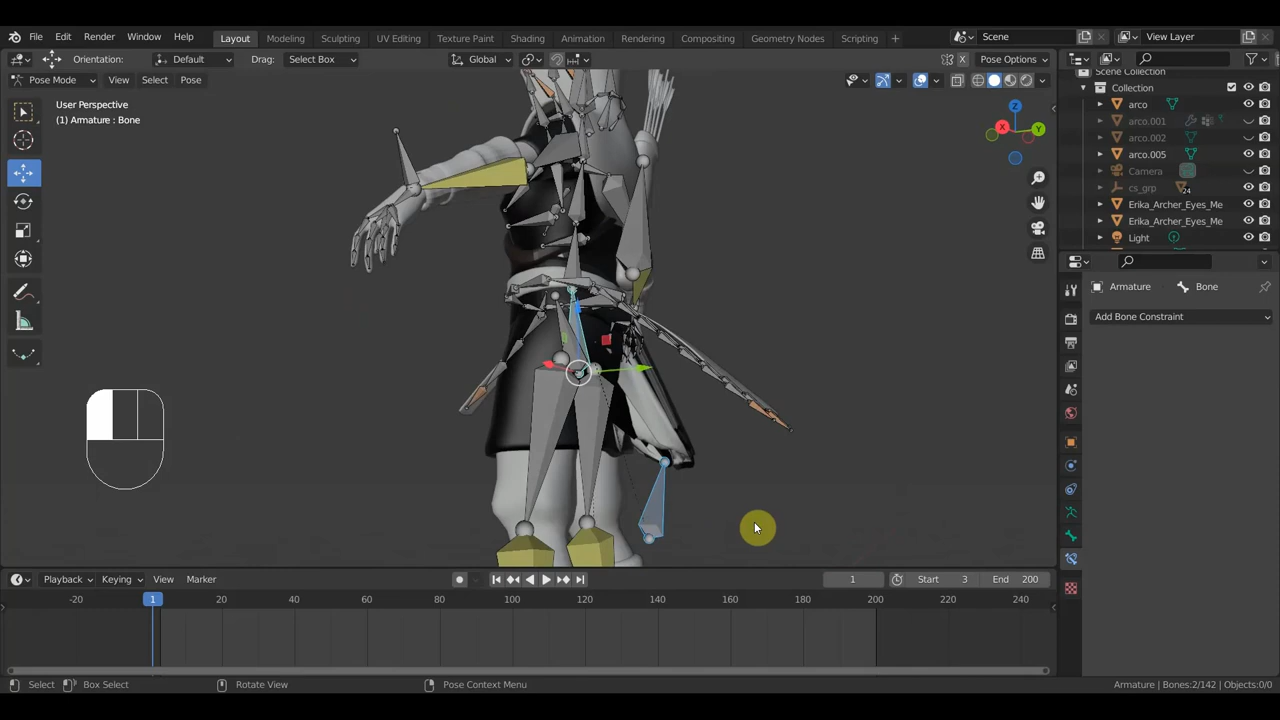 File Edit Render Window Help Layout Modeling Sculpting UV Editing Texture Paint Shading Animation Rendering Compositing Geometry Nodes Scripting + Scene View Layer
Orientation: Default Drag: Select Box Global X Pose Options
Pose Mode View Select Pose
User Perspective
(1) Armature : Bone
Z
X
Y
Scene Collection
Collection
arco
arco.001
arco.002
arco.005
Camera
cs_grp 24
Erika_Archer_Eyes_Me
Erika_Archer_Eyes_Me
Light
Armature Bone
Add Bone Constraint
Playback Keying View Marker 1 Start 3 End 200
-20 1 20 40 60 80 100 120 140 160 180 200 220 240
Select Box Select Rotate View Pose Context Menu Armature | Bones:2/142 | Objects:0/0